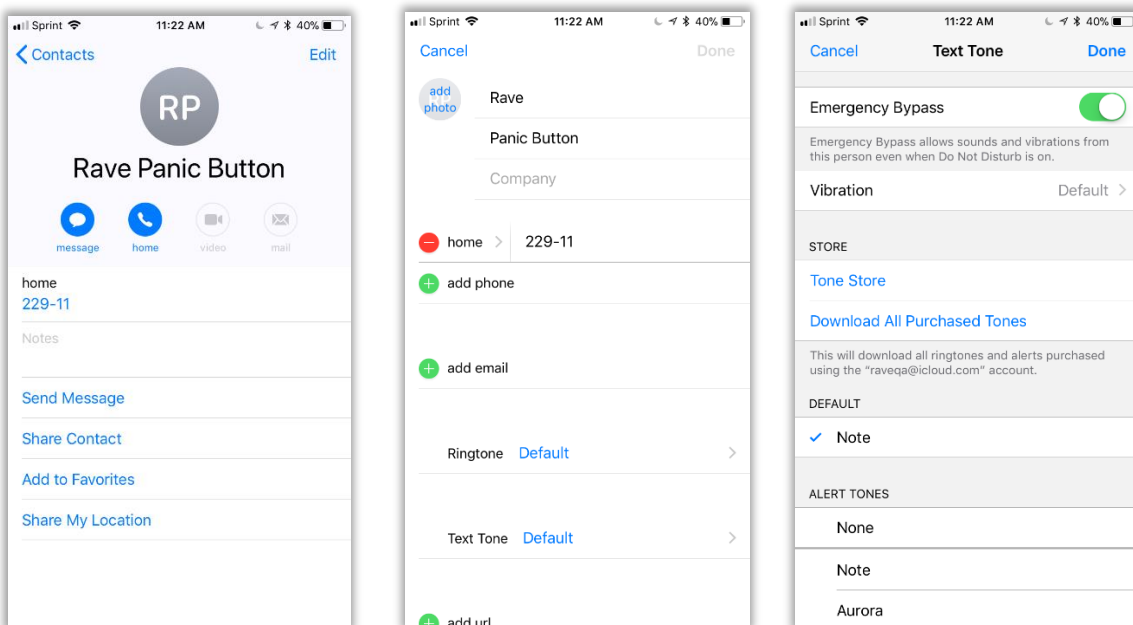 Sprint 11:22 AM 40%
Contacts Edit
RP
Rave Panic Button
message home video mail
home
229-11
Notes
Send Message
Share Contact
Add to Favorites
Share My Location
Sprint 11:22 AM 40%
Cancel Done
add
photo
Rave
Panic Button
Company
home 229-11
add phone
add email
Ringtone Default
Text Tone Default
add url
Sprint 11:22 AM 40%
Cancel Text Tone Done
Emergency Bypass
Emergency Bypass allows sounds and vibrations from
this person even when Do Not Disturb is on.
Vibration Default
STORE
Tone Store
Download All Purchased Tones
This will download all ringtones and alerts purchased
using the “raveqa@icloud.com” account.
DEFAULT
Note
ALERT TONES
None
Note
Aurora